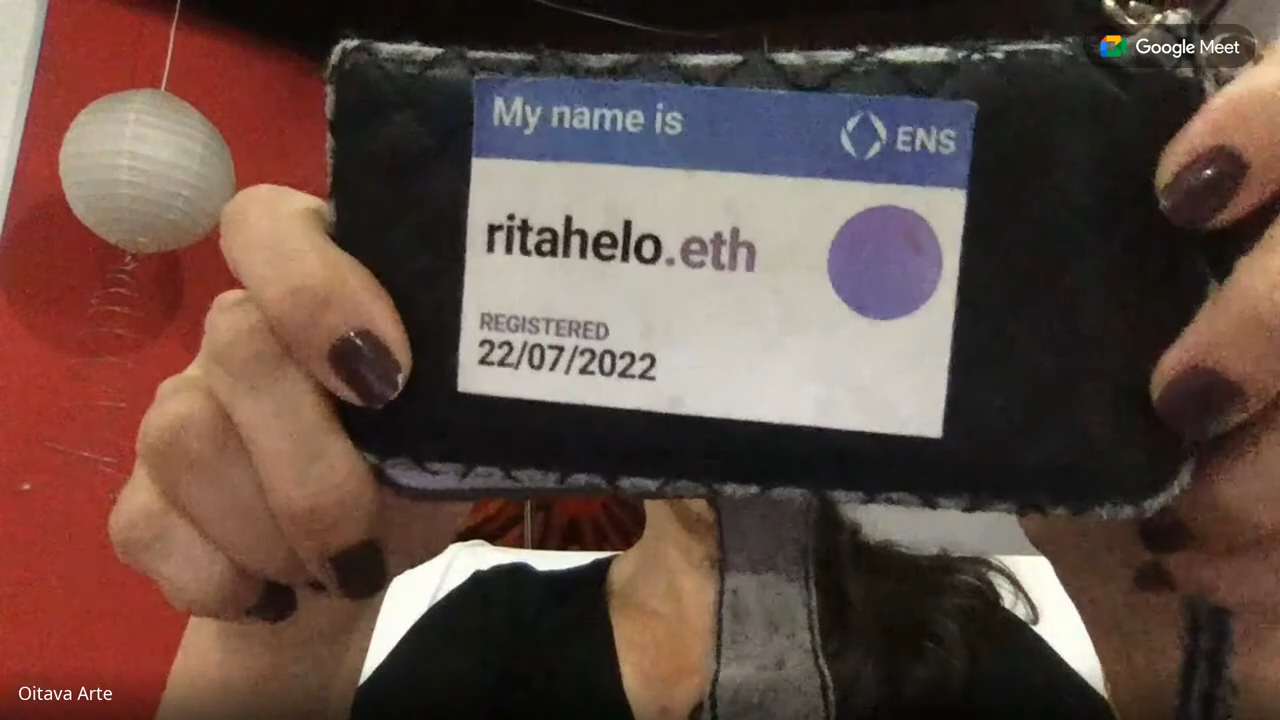 Google Meet
My name is
ENS
ritahelo.eth
REGISTERED
22/07/2022
Oitava Arte